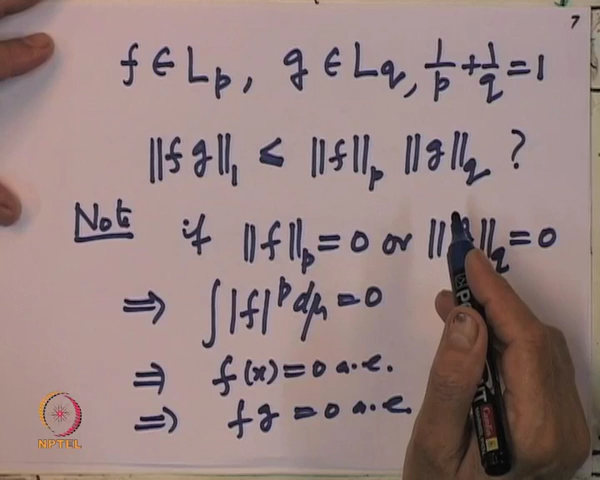 7
f ∈ Lp, g ∈ Lq, 1/p + 1/q = 1
||fg||₁ ≤ ||f||p ||g||q ?
Note if ||f||p = 0 or || ||q = 0
⇒ ∫|f|^p dμ = 0
⇒ f(x) = 0 a.e.
⇒ fg = 0 a.e.
NPTEL